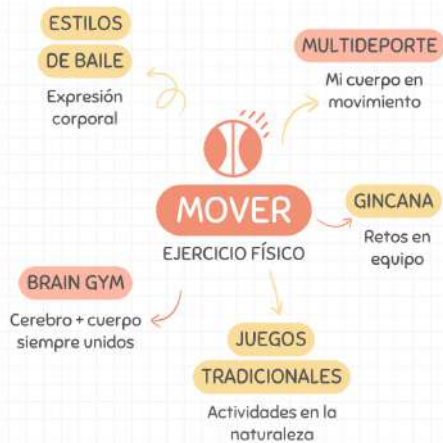 ESTILOS
DE BAILE
Expresión
corporal
MULTIDEPORTE
Mi cuerpo en
movimiento
MOVER
EJERCICIO FÍSICO
GINCANA
Retos en
equipo
BRAIN GYM
Cerebro + cuerpo
siempre unidos
JUEGOS
TRADICIONALES
Actividades en la
naturaleza